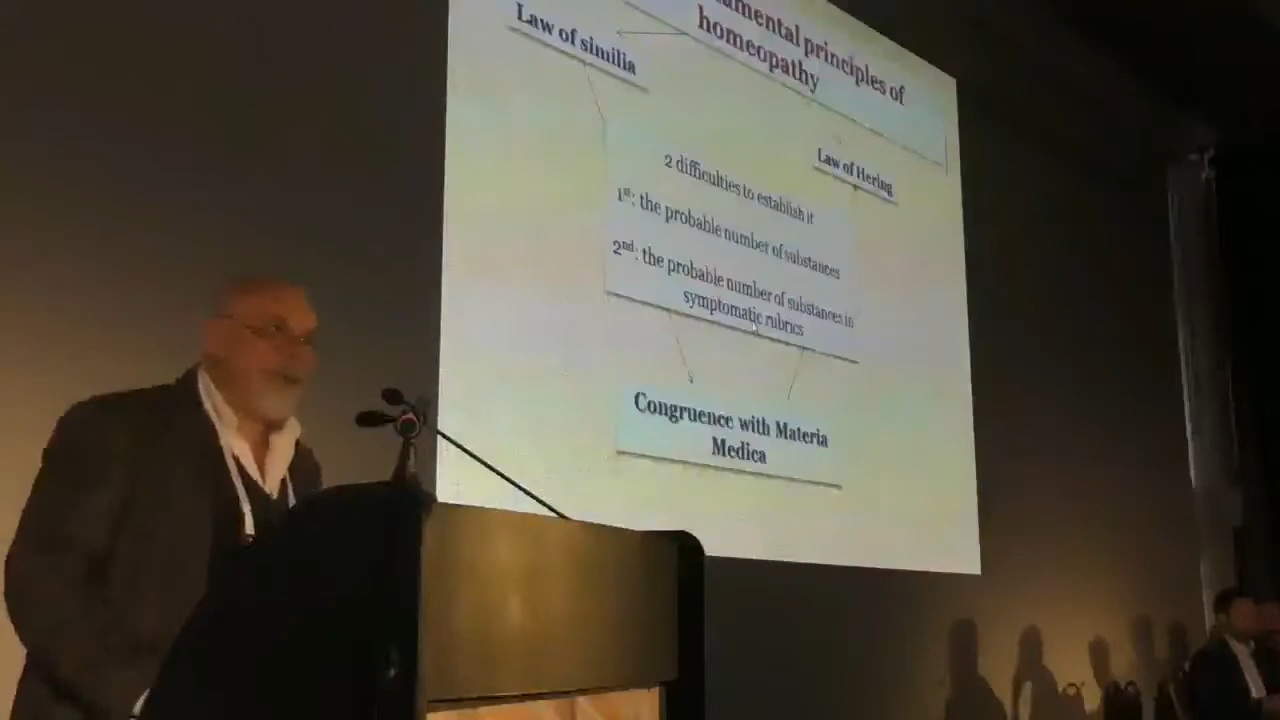 principles of
homeopathy
Law of similia
Law of Hering
2 difficulties to establish it
1st: the probable number of substances
2nd: the probable number of substances in
symptomatic rubrics
Congruence with Materia
Medica